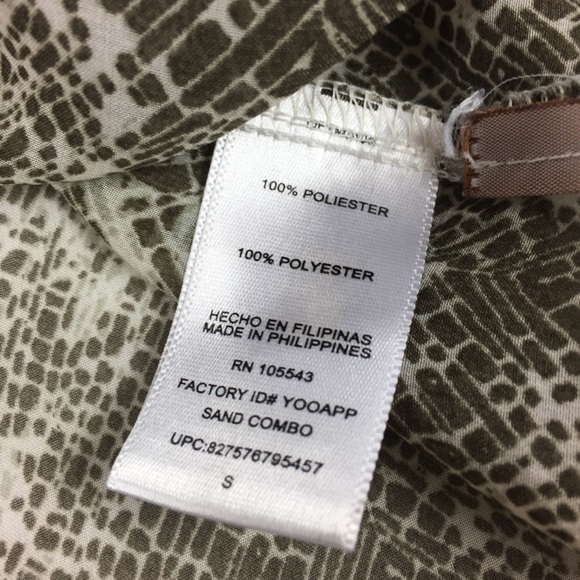 100% POLIESTER
100% POLYESTER
HECHO EN FILIPINAS
MADE IN PHILIPPINES
RN 105543
FACTORY ID# YOOAPP
SAND COMBO
UPC:827576795457
S